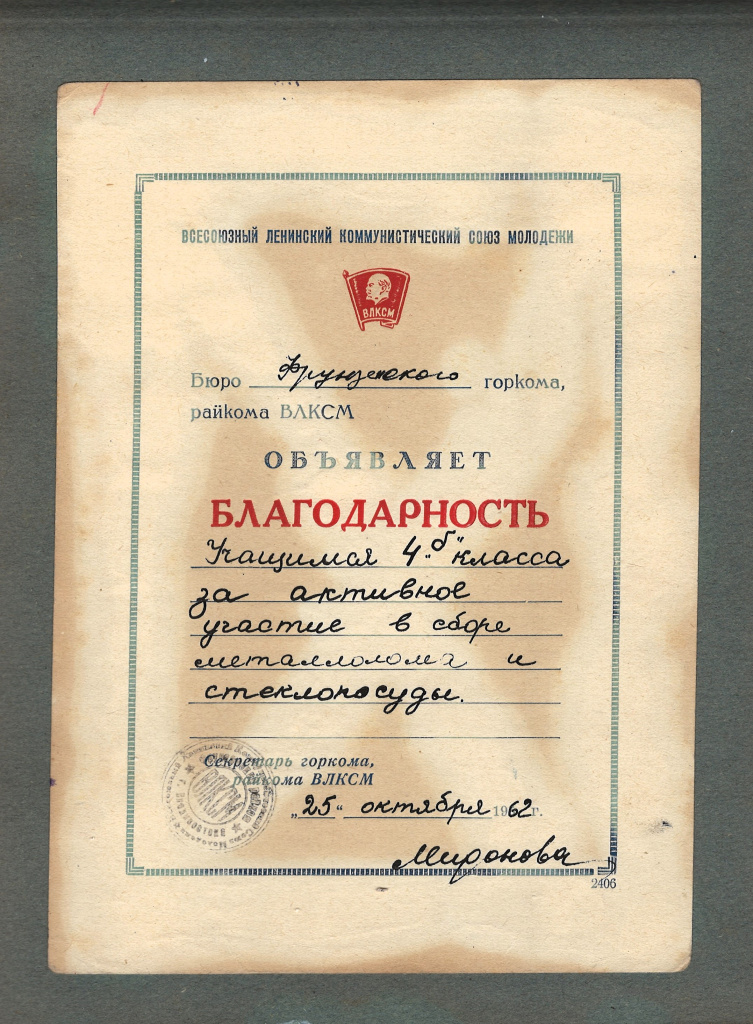 ВСЕСОЮЗНЫЙ ЛЕНИНСКИЙ КОММУНИСТИЧЕСКИЙ СОЮЗ МОЛОДЕЖИ
ВЛКСМ
Бюро Фрунзенского горкома,
райкома ВЛКСМ
ОБЪЯВЛЯЕТ
БЛАГОДАРНОСТЬ
Учащимся 4 „б“ класса
за активное
участие в сборе
металлолома и
стеклопосуды.
Секретарь горкома,
райкома ВЛКСМ
„25“ октября 1962 г.
Миронова
2406
ВЛКСМ